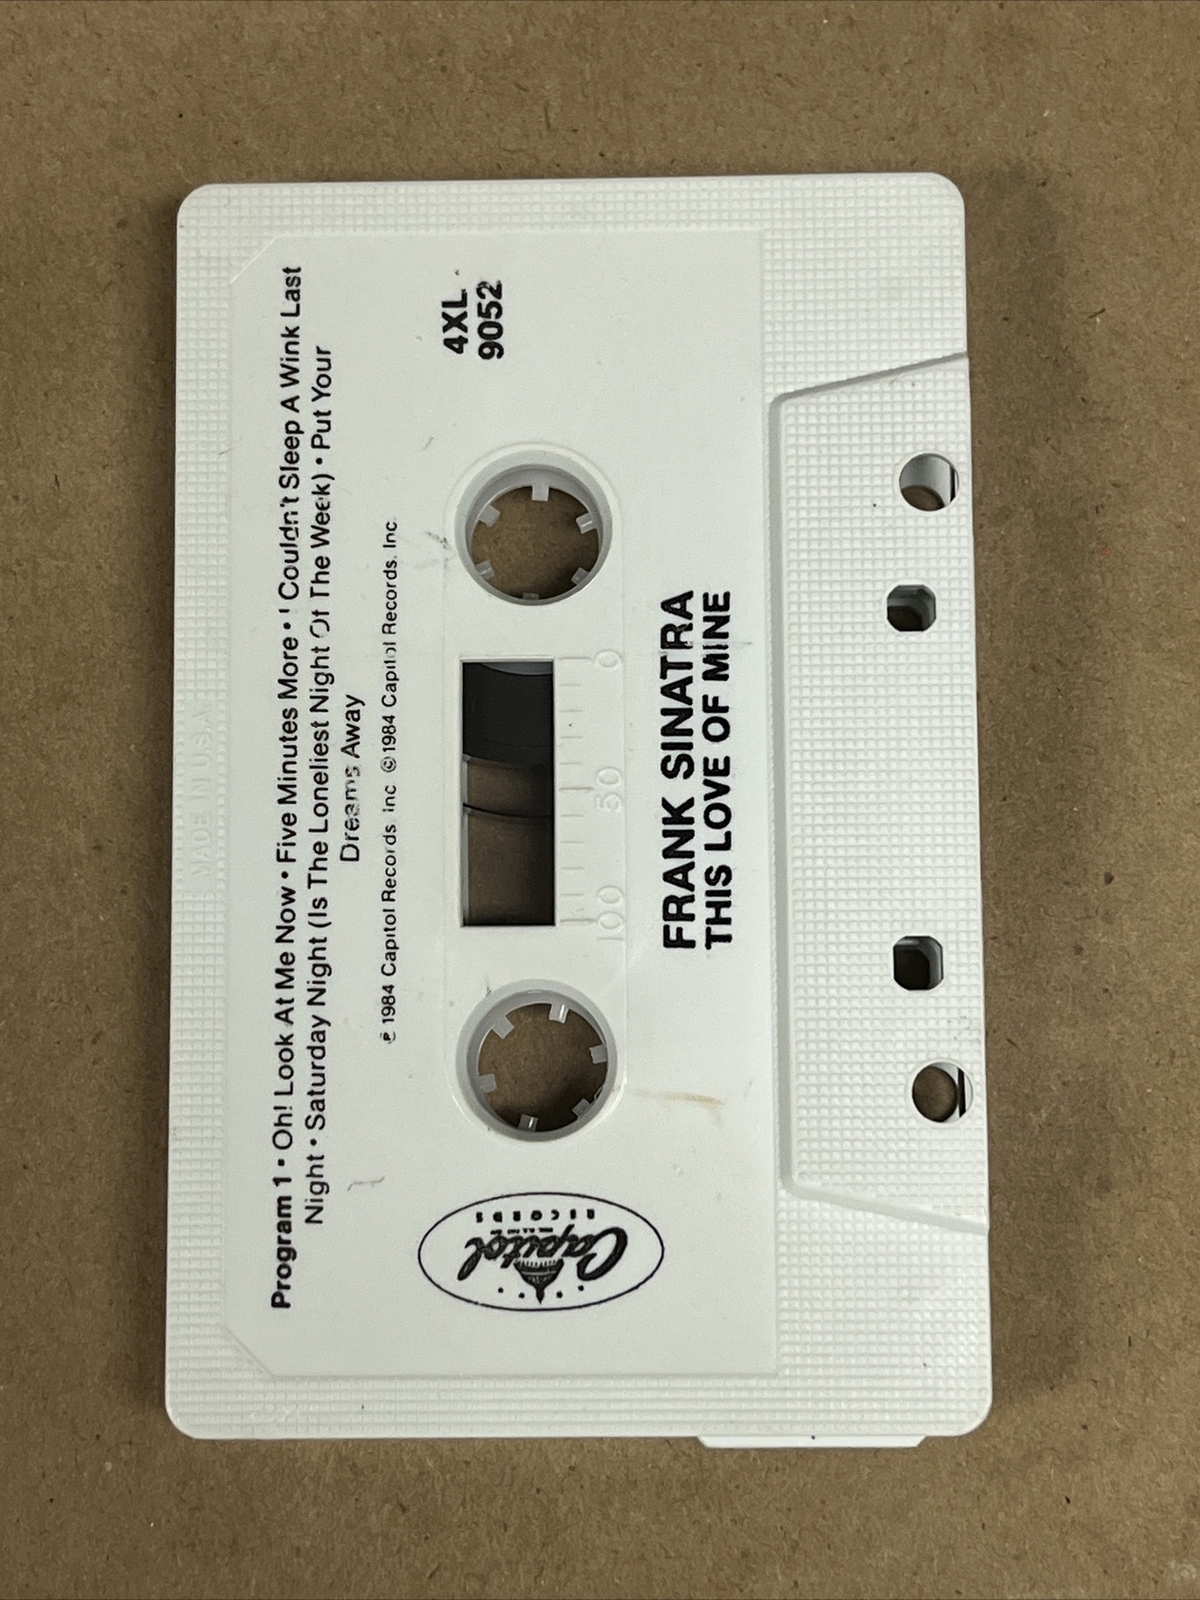 Program 1 • Oh! Look At Me Now • Five Minutes More • I Couldn't Sleep A Wink Last
Night • Saturday Night (Is The Loneliest Night Of The Week) • Put Your
Dreams Away
℗ 1984 Capitol Records Inc ©1984 Capitol Records, Inc.
4XL
9052
0
50
100
FRANK SINATRA
THIS LOVE OF MINE
Capitol
RECORDS
MADE IN U.S.A.